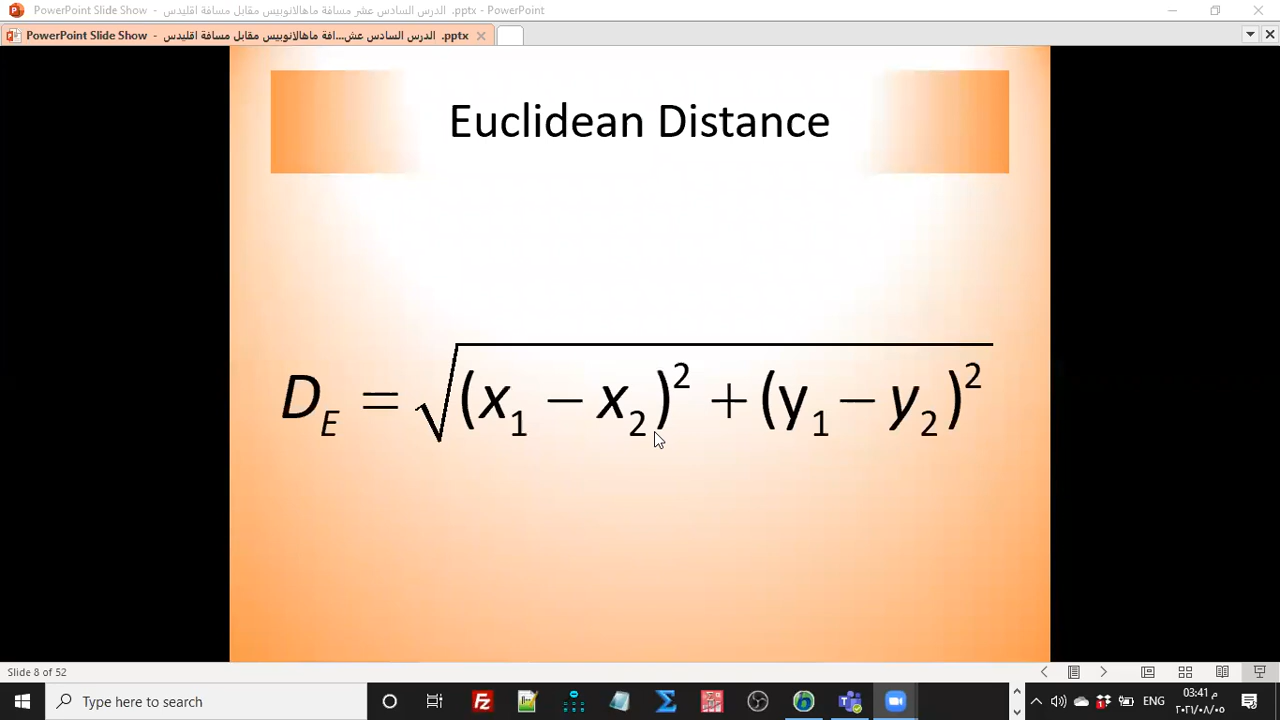 PowerPoint Slide Show - الدرس السادس عشر مسافة ماهالانوبيس مقابل مسافة اقليدس .pptx - PowerPoint
PowerPoint Slide Show - الدرس السادس عش...افة ماهالانوبيس مقابل مسافة اقليدس .pptx
Euclidean Distance
D_E = √((x_1 − x_2)^2 + (y_1 − y_2)^2)
Slide 8 of 52
Type here to search
ENG
03:41 م
٢٠٢١/٠٨/٠٥